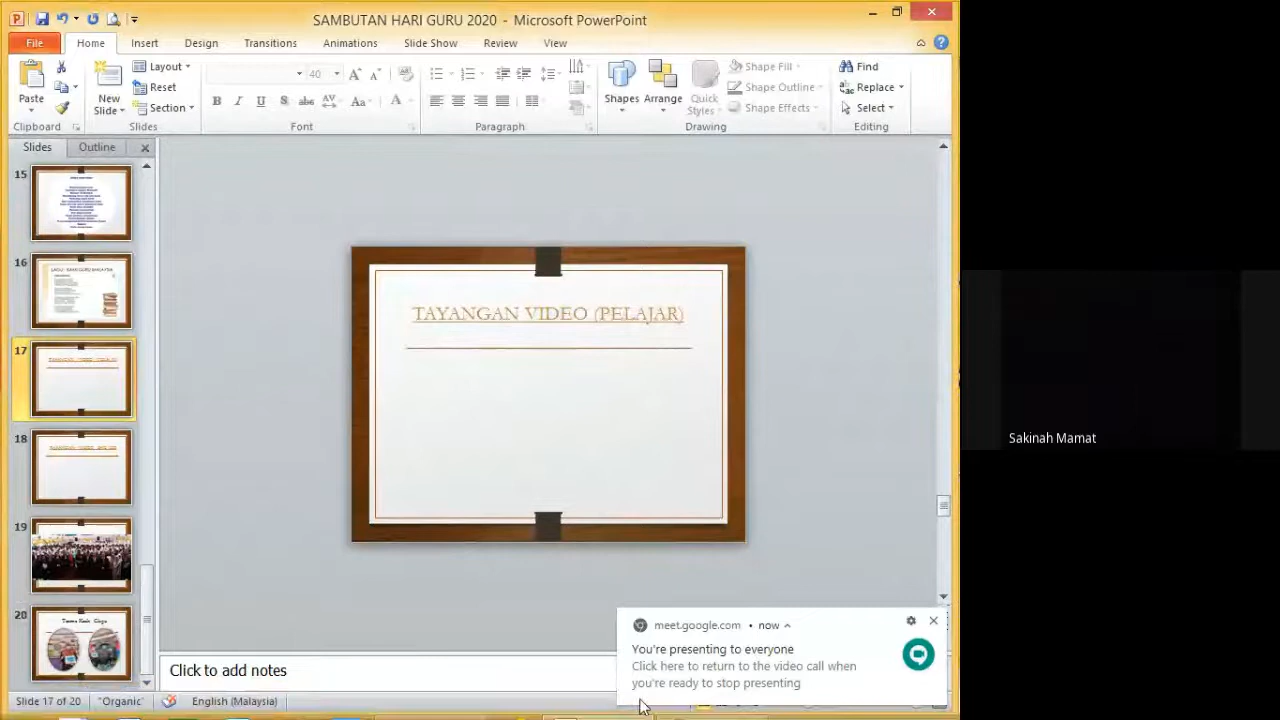 SAMBUTAN HARI GURU 2020 - Microsoft PowerPoint
File Home Insert Design Transitions Animations Slide Show Review View
Paste
Clipboard
New Slide
Layout
Reset
Section
Slides
40
B I U S abc AV Aa A
Font
Paragraph
Shapes
Arrange
Quick Styles
Shape Fill
Shape Outline
Shape Effects
Drawing
Find
Replace
Select
Editing
Slides Outline
15
16
17
18
19
20
TAYANGAN VIDEO (PELAJAR)
Sakinah Mamat
meet.google.com • now
You're presenting to everyone
Click here to return to the video call when
you're ready to stop presenting
Click to add notes
Slide 17 of 20
"Organic"
English (Malaysia)